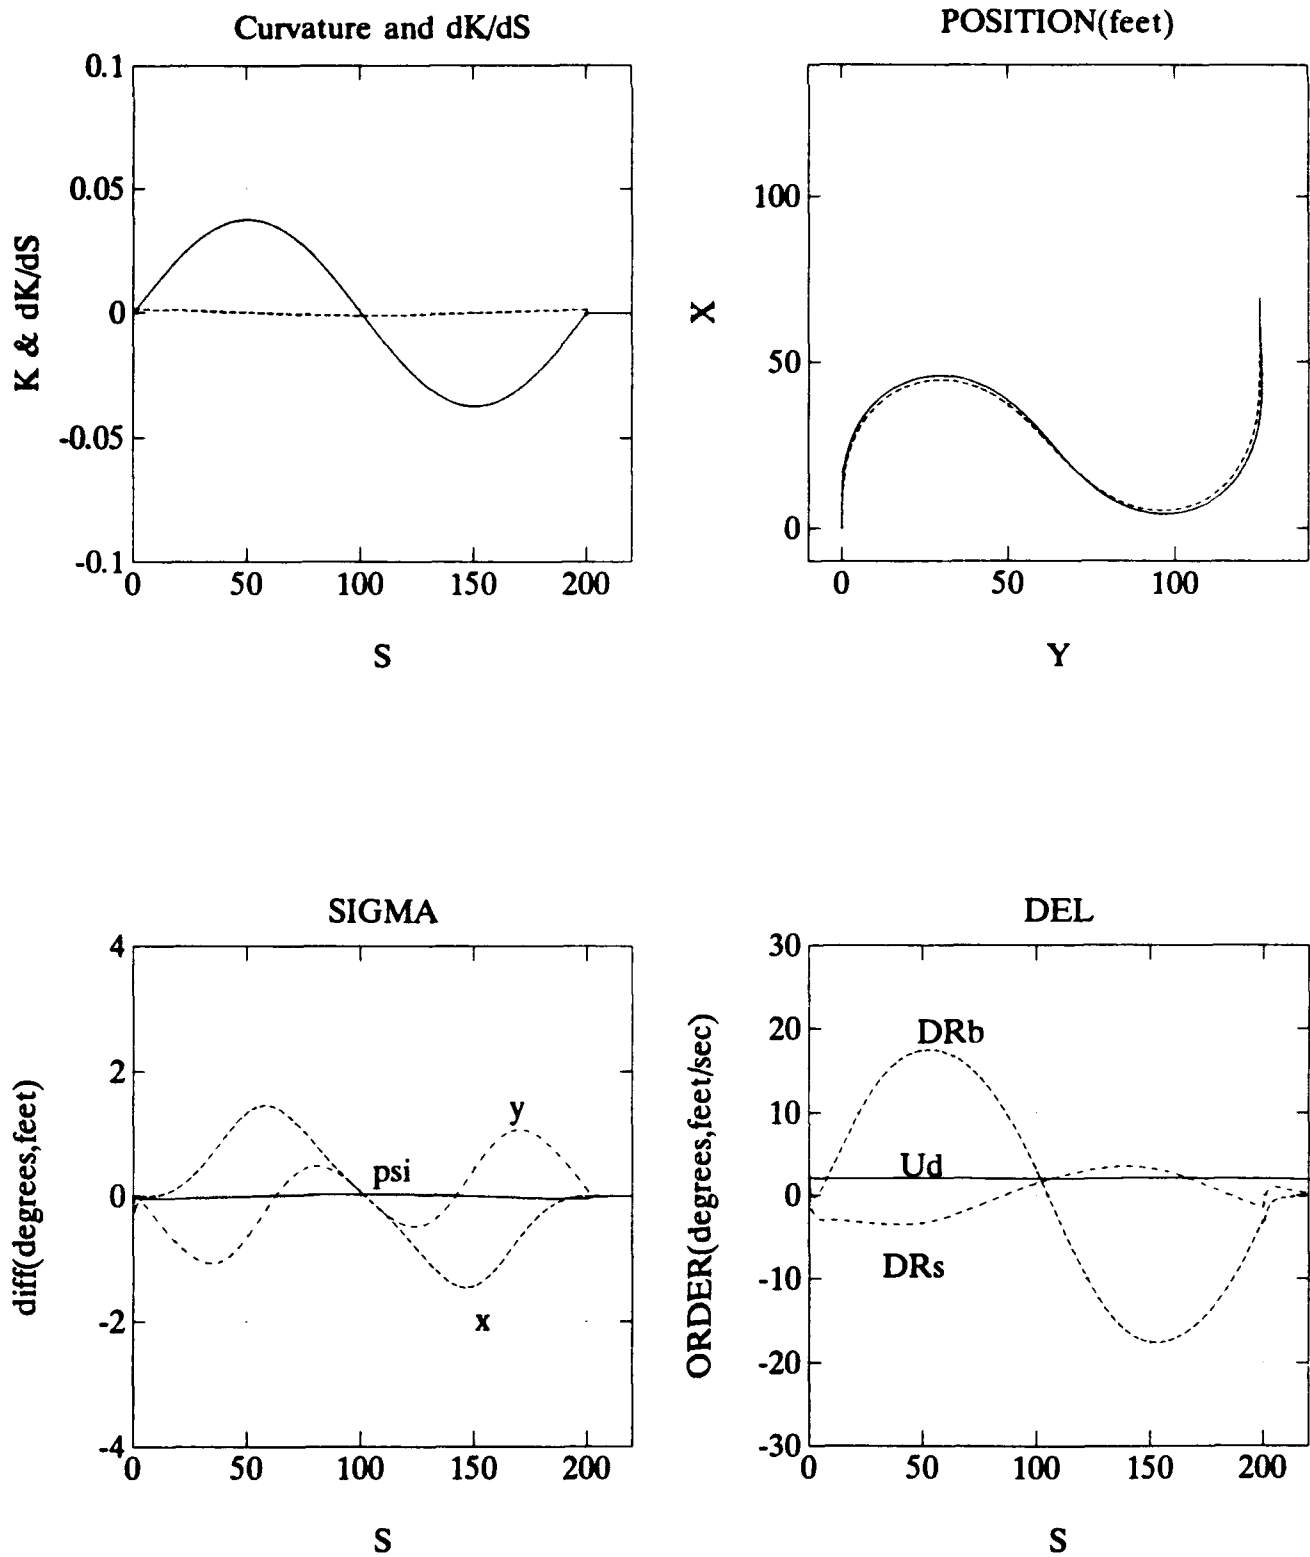 Curvature and dK/dS
0.1
0.05
0
-0.05
-0.1
K & dK/dS
0 50 100 150 200
S
POSITION(feet)
100
50
0
X
0 50 100
Y
SIGMA
4
2
0
-2
-4
diff(degrees,feet)
y
psi
x
0 50 100 150 200
S
DEL
30
20
10
0
-10
-20
-30
ORDER(degrees,feet/sec)
DRb
Ud
DRs
0 50 100 150 200
S